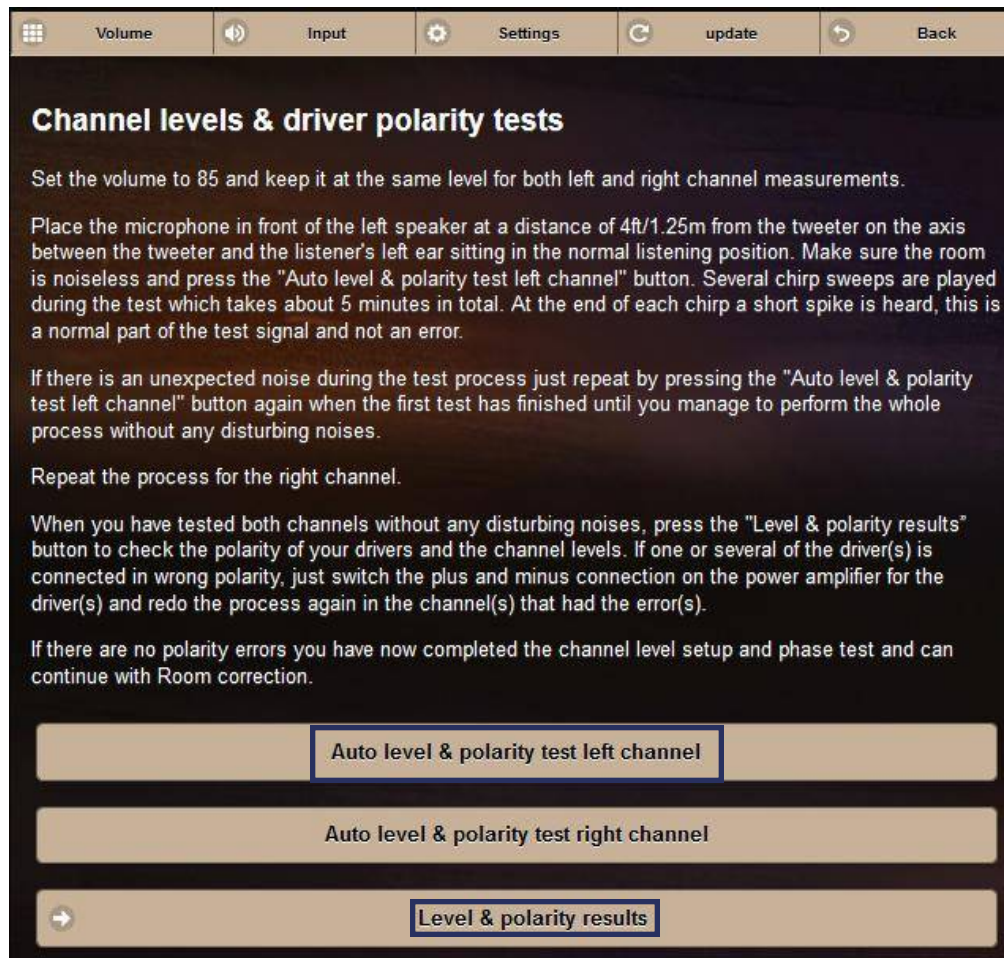 Volume Input Settings update Back
Channel levels & driver polarity tests
Set the volume to 85 and keep it at the same level for both left and right channel measurements.
Place the microphone in front of the left speaker at a distance of 4ft/1.25m from the tweeter on the axis
between the tweeter and the listener's left ear sitting in the normal listening position. Make sure the room
is noiseless and press the "Auto level & polarity test left channel" button. Several chirp sweeps are played
during the test which takes about 5 minutes in total. At the end of each chirp a short spike is heard, this is
a normal part of the test signal and not an error.
If there is an unexpected noise during the test process just repeat by pressing the "Auto level & polarity
test left channel" button again when the first test has finished until you manage to perform the whole
process without any disturbing noises.
Repeat the process for the right channel.
When you have tested both channels without any disturbing noises, press the "Level & polarity results"
button to check the polarity of your drivers and the channel levels. If one or several of the driver(s) is
connected in wrong polarity, just switch the plus and minus connection on the power amplifier for the
driver(s) and redo the process again in the channel(s) that had the error(s).
If there are no polarity errors you have now completed the channel level setup and phase test and can
continue with Room correction.
Auto level & polarity test left channel
Auto level & polarity test right channel
Level & polarity results